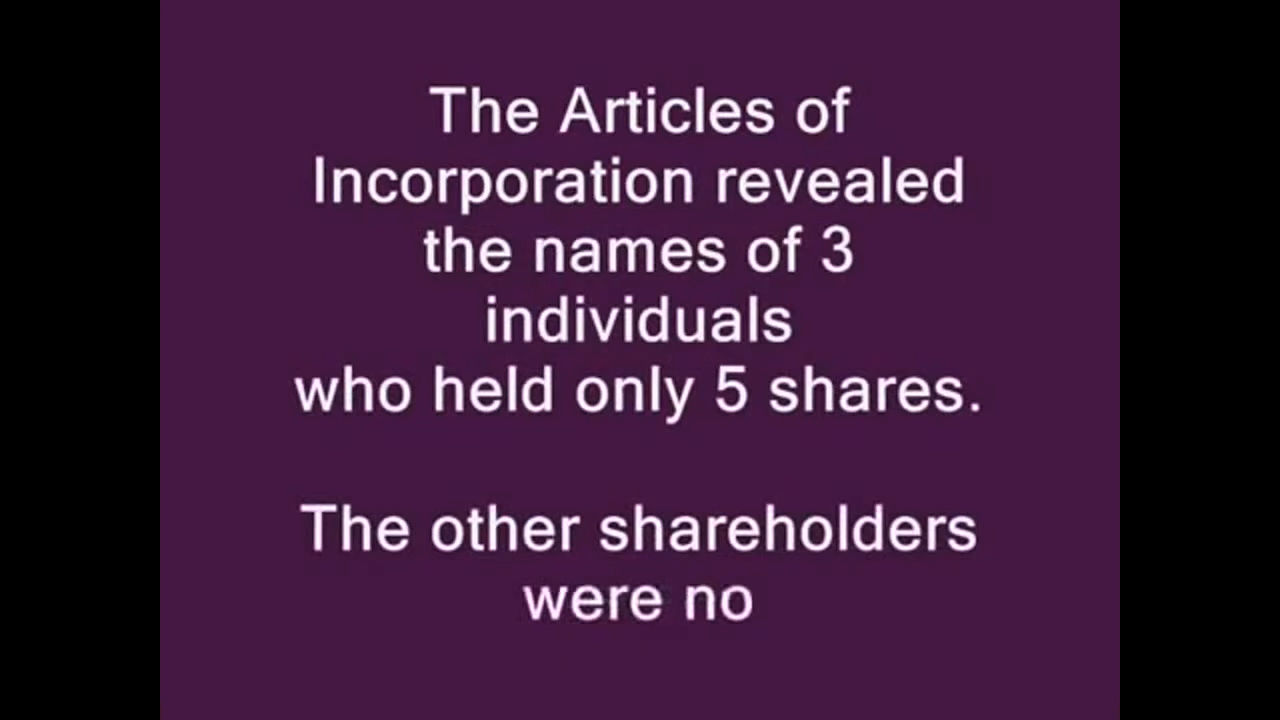 The Articles of
Incorporation revealed
the names of 3
individuals
who held only 5 shares.
The other shareholders
were no